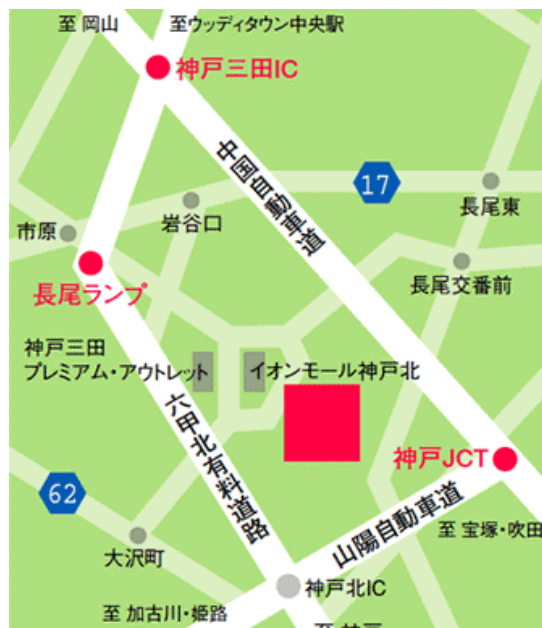 至 岡山
至ウッディタウン中央駅
神戸三田IC
中国自動車道
17
長尾東
岩谷口
市原
長尾交番前
長尾ランプ
神戸三田
プレミアム・アウトレット
イオンモール神戸北
六甲北有料道路
神戸JCT
62
山陽自動車道
至 宝塚・吹田
大沢町
神戸北IC
至 加古川・姫路
至 神戸